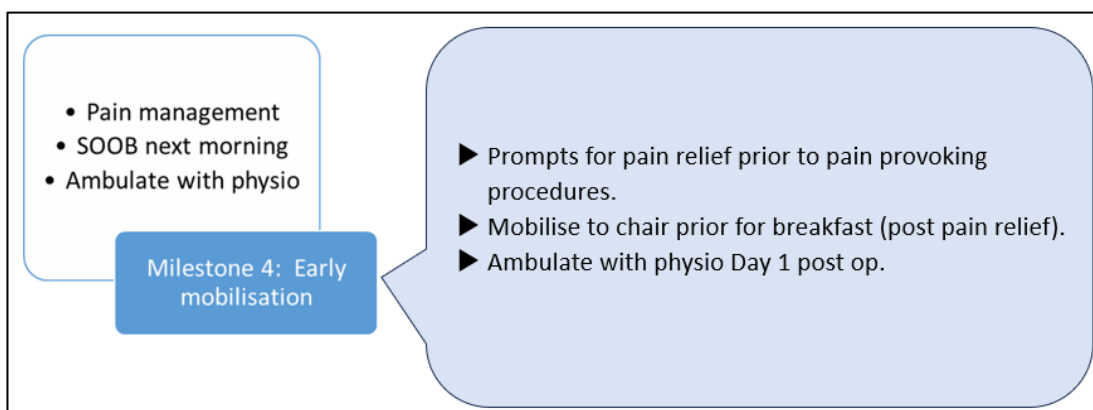 • Pain management
• SOOB next morning
• Ambulate with physio
Milestone 4:  Early
mobilisation
▶ Prompts for pain relief prior to pain provoking
procedures.
▶ Mobilise to chair prior for breakfast (post pain relief).
▶ Ambulate with physio Day 1 post op.